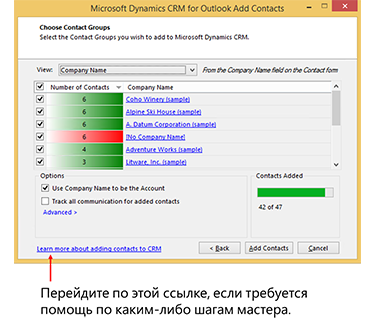 Microsoft Dynamics CRM for Outlook Add Contacts
Choose Contact Groups
Select the Contact Groups you wish to add to Microsoft Dynamics CRM.
View: Company Name From the Company Name field on the Contact form
Number of Contacts Company Name
6 Coho Winery (sample)
6 Alpine Ski House (sample)
6 A. Datum Corporation (sample)
6 [No Company Name]
4 Adventure Works (sample)
3 Litware, Inc. (sample)
Options
Use Company Name to be the Account
Track all communication for added contacts
Advanced >
Contacts Added
42 of 47
Learn more about adding contacts to CRM
< Back Add Contacts Cancel
Перейдите по этой ссылке, если требуется
помощь по каким-либо шагам мастера.